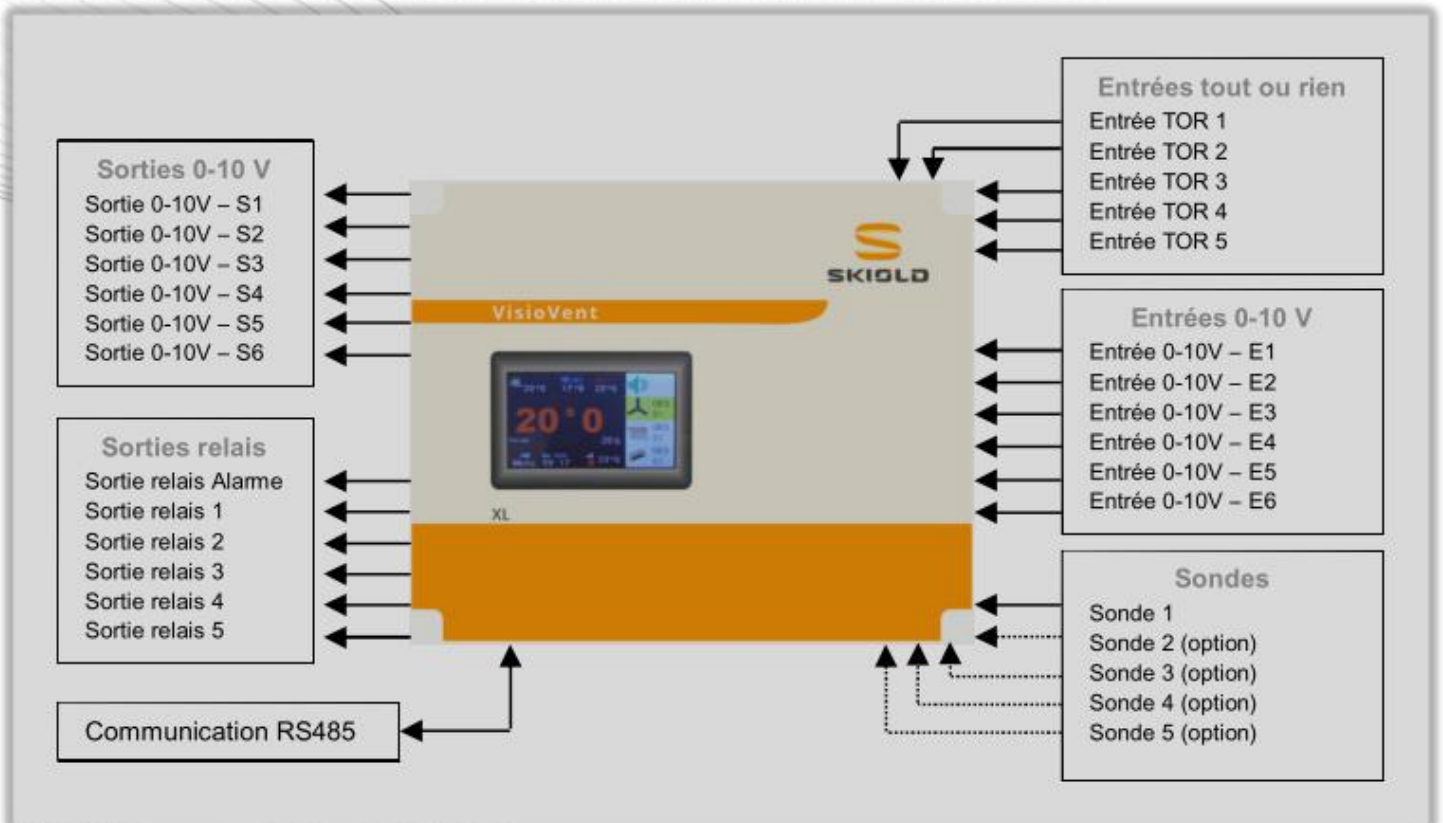 Sorties 0-10 V
Sortie 0-10V – S1
Sortie 0-10V – S2
Sortie 0-10V – S3
Sortie 0-10V – S4
Sortie 0-10V – S5
Sortie 0-10V – S6
Sorties relais
Sortie relais Alarme
Sortie relais 1
Sortie relais 2
Sortie relais 3
Sortie relais 4
Sortie relais 5
Communication RS485
SKIOLD
VisioVent
20°0
XL
Entrées tout ou rien
Entrée TOR 1
Entrée TOR 2
Entrée TOR 3
Entrée TOR 4
Entrée TOR 5
Entrées 0-10 V
Entrée 0-10V – E1
Entrée 0-10V – E2
Entrée 0-10V – E3
Entrée 0-10V – E4
Entrée 0-10V – E5
Entrée 0-10V – E6
Sondes
Sonde 1
Sonde 2 (option)
Sonde 3 (option)
Sonde 4 (option)
Sonde 5 (option)